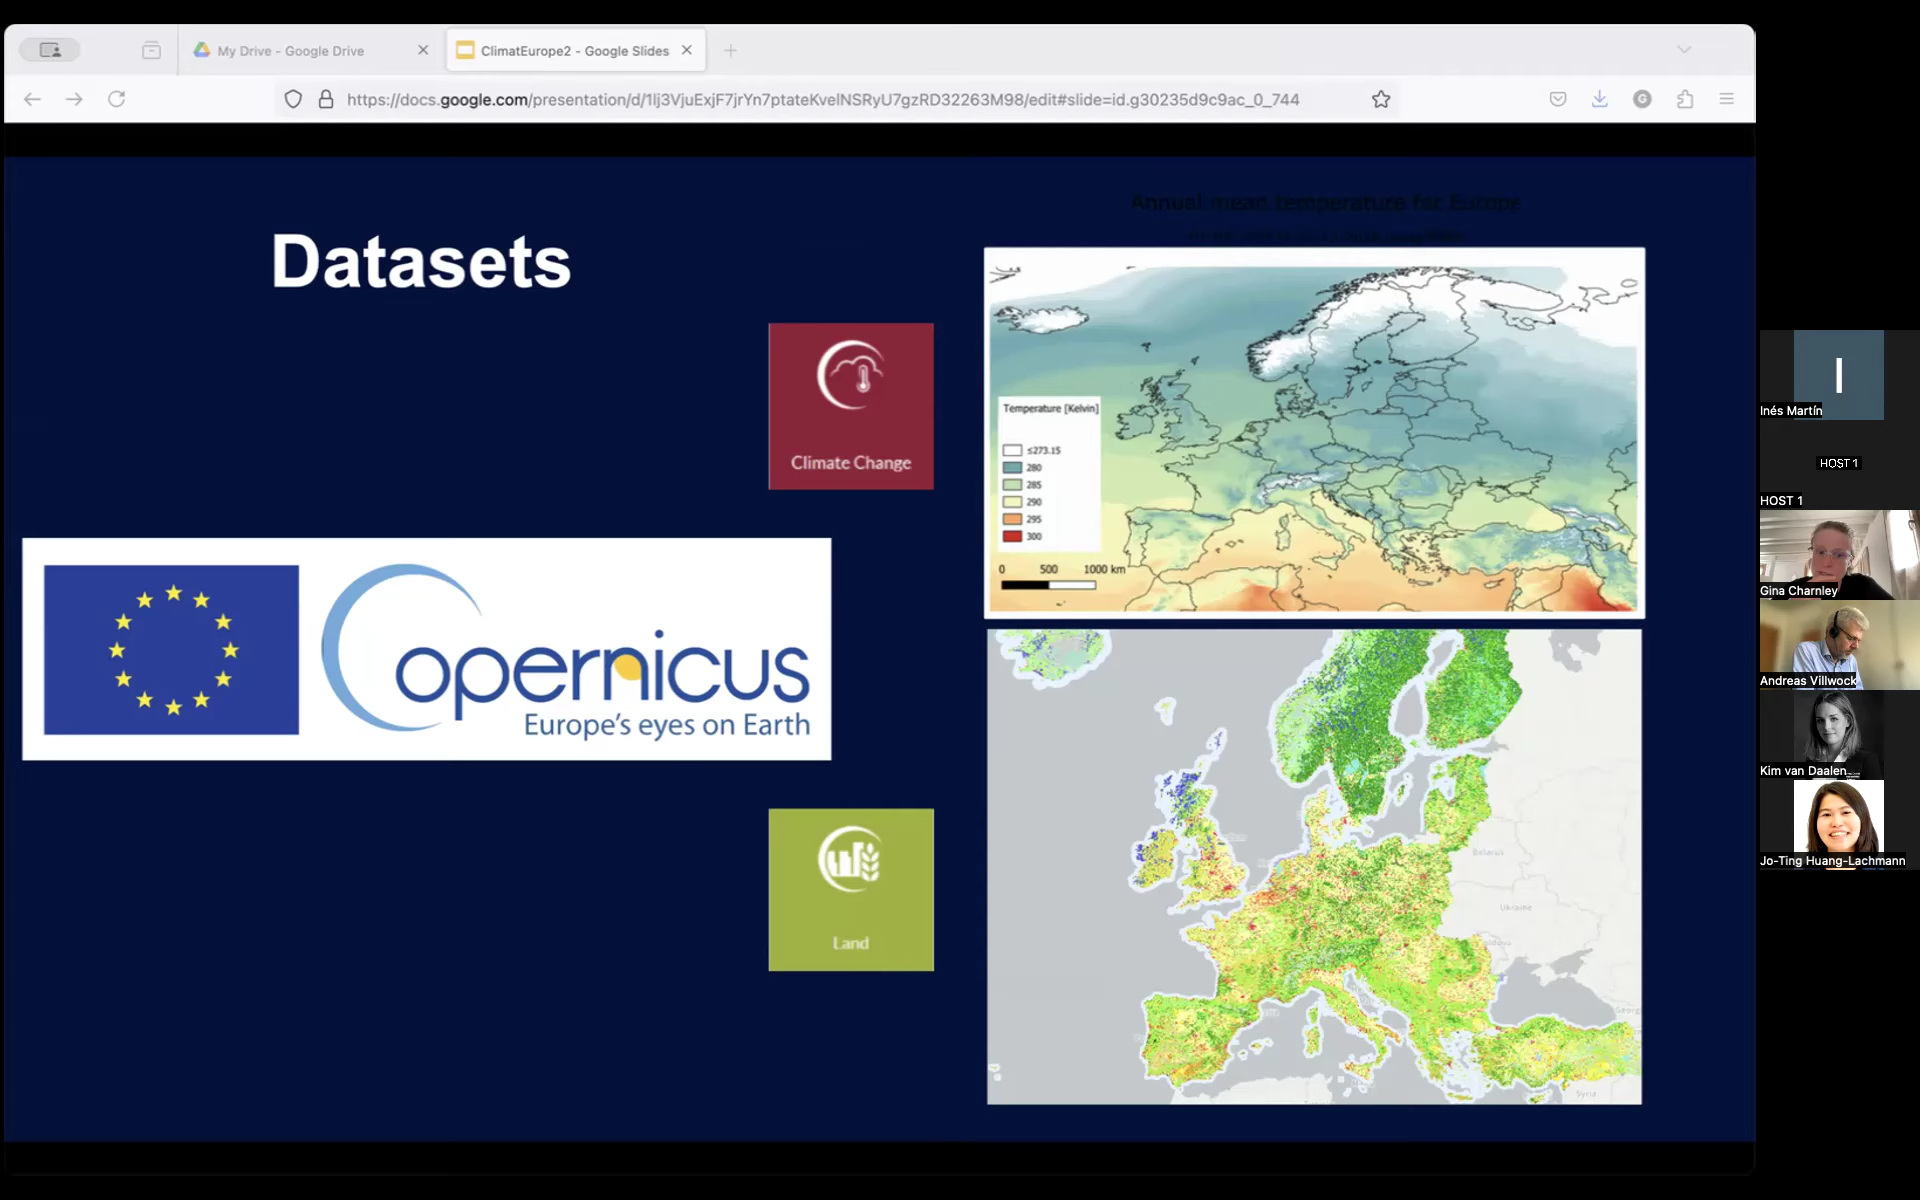 My Drive - Google Drive
ClimatEurope2 - Google Slides
https://docs.google.com/presentation/d/1lj3VjuExjF7jrYn7ptateKvelNSRyU7gzRD32263M98/edit#slide=id.g30235d9c9ac_0_744
G
Annual mean temperature for Europe
Datasets
Climate Change
Temperature [Kelvin]
≤273.15
280
285
290
295
300
0 500 1000 km
Copernicus
Europe's eyes on Earth
Land
Belarus
Ukraine
Syria
I
Inés Martín
HOST 1
HOST 1
Gina Charnley
Andreas Villwock
Kim van Daalen
Jo-Ting Huang-Lachmann